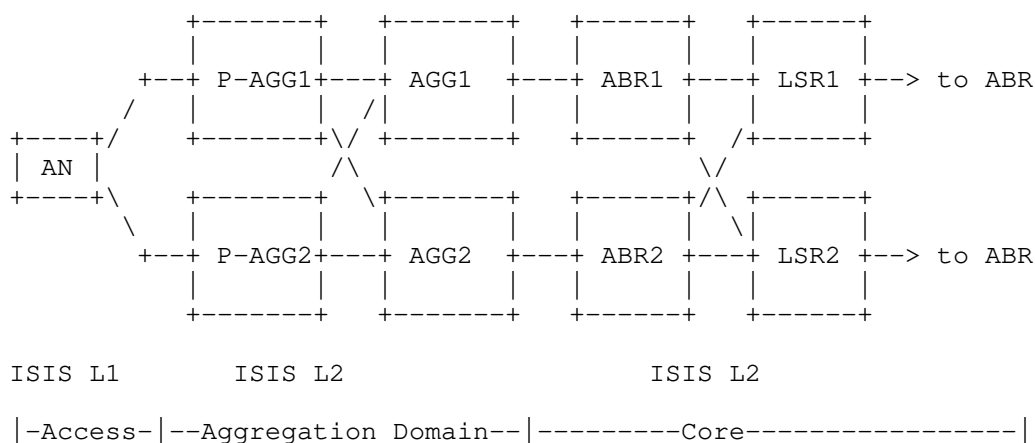 P-AGG1 AGG1 ABR1 LSR1 --> to ABR
AN
P-AGG2 AGG2 ABR2 LSR2 --> to ABR
ISIS L1 ISIS L2 ISIS L2
|-Access-|--Aggregation Domain--|---------Core-----------------|